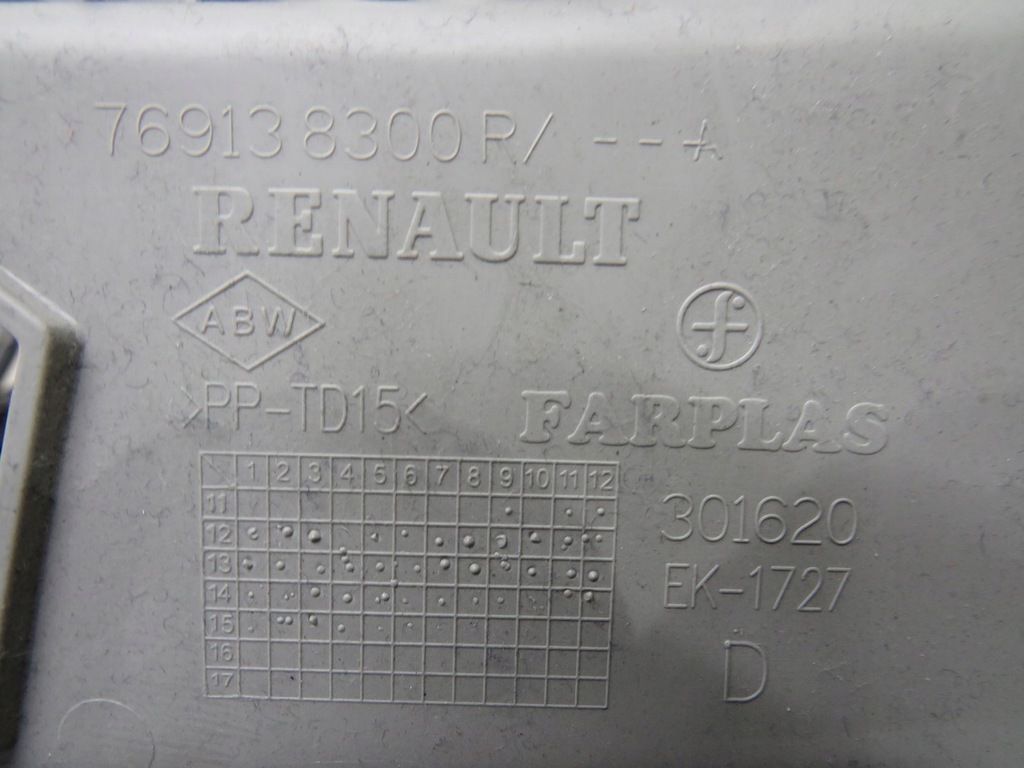 769138300R/ --A
RENAULT
ABW
>PP-TD15<
FARPLAS
1 2 3 4 5 6 7 8 9 10 11 12
11
12
13
14
15
16
17
301620
EK-1727
D